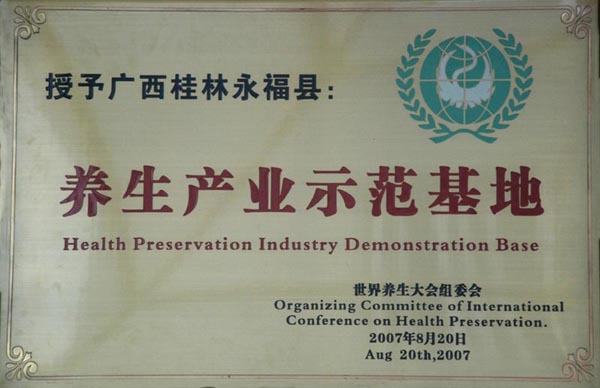 授予广西桂林永福县：
养生产业示范基地
Health Preservation Industry Demonstration Base
世界养生大会组委会
Organizing Committee of International
Conference on Health Preservation.
2007年8月20日
Aug 20th,2007